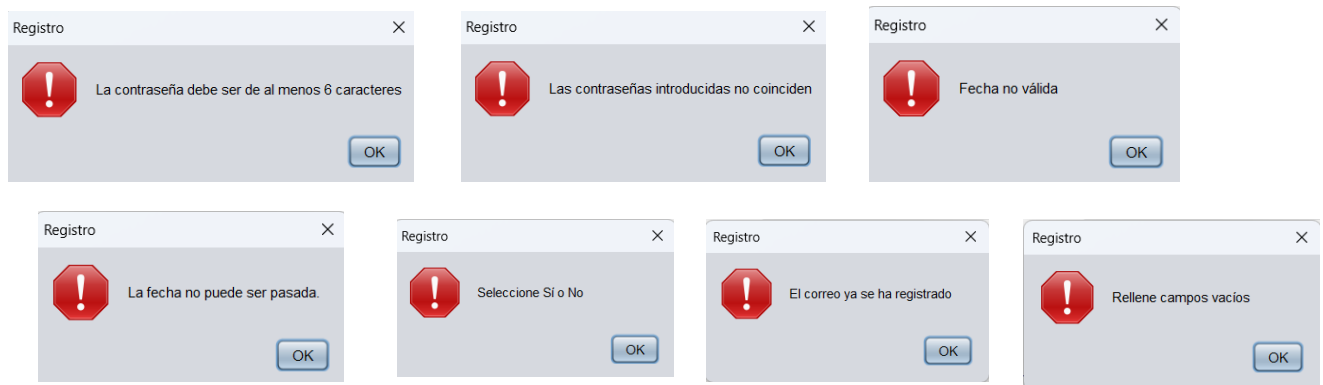 Registro
La contraseña debe ser de al menos 6 caracteres
OK
Registro
Las contraseñas introducidas no coinciden
OK
Registro
Fecha no válida
OK
Registro
La fecha no puede ser pasada.
OK
Registro
Seleccione Sí o No
OK
Registro
El correo ya se ha registrado
OK
Registro
Rellene campos vacíos
OK